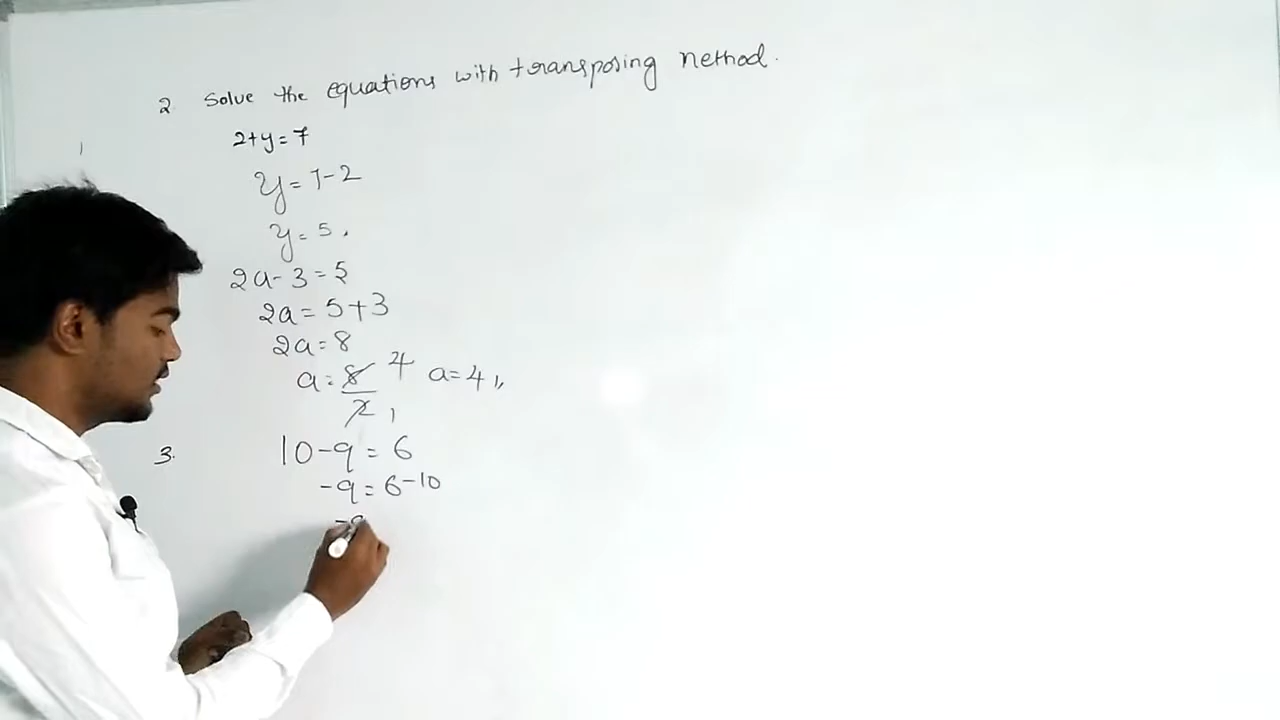 2 Solve the equations with transposing Method.
2+y=7
y=7-2
y=5,
2a-3=5
2a=5+3
2a=8
a=8/2 4 1 a=4,,
3. 10-q=6
-q=6-10
-q